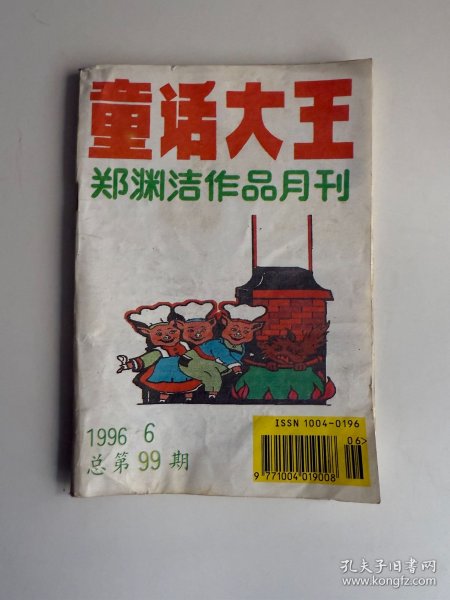 童话大王
郑渊洁作品月刊
1996 6
总第99期
ISSN 1004-0196
06>
9 771004 019008
孔夫子旧书网
www.kongfz.com